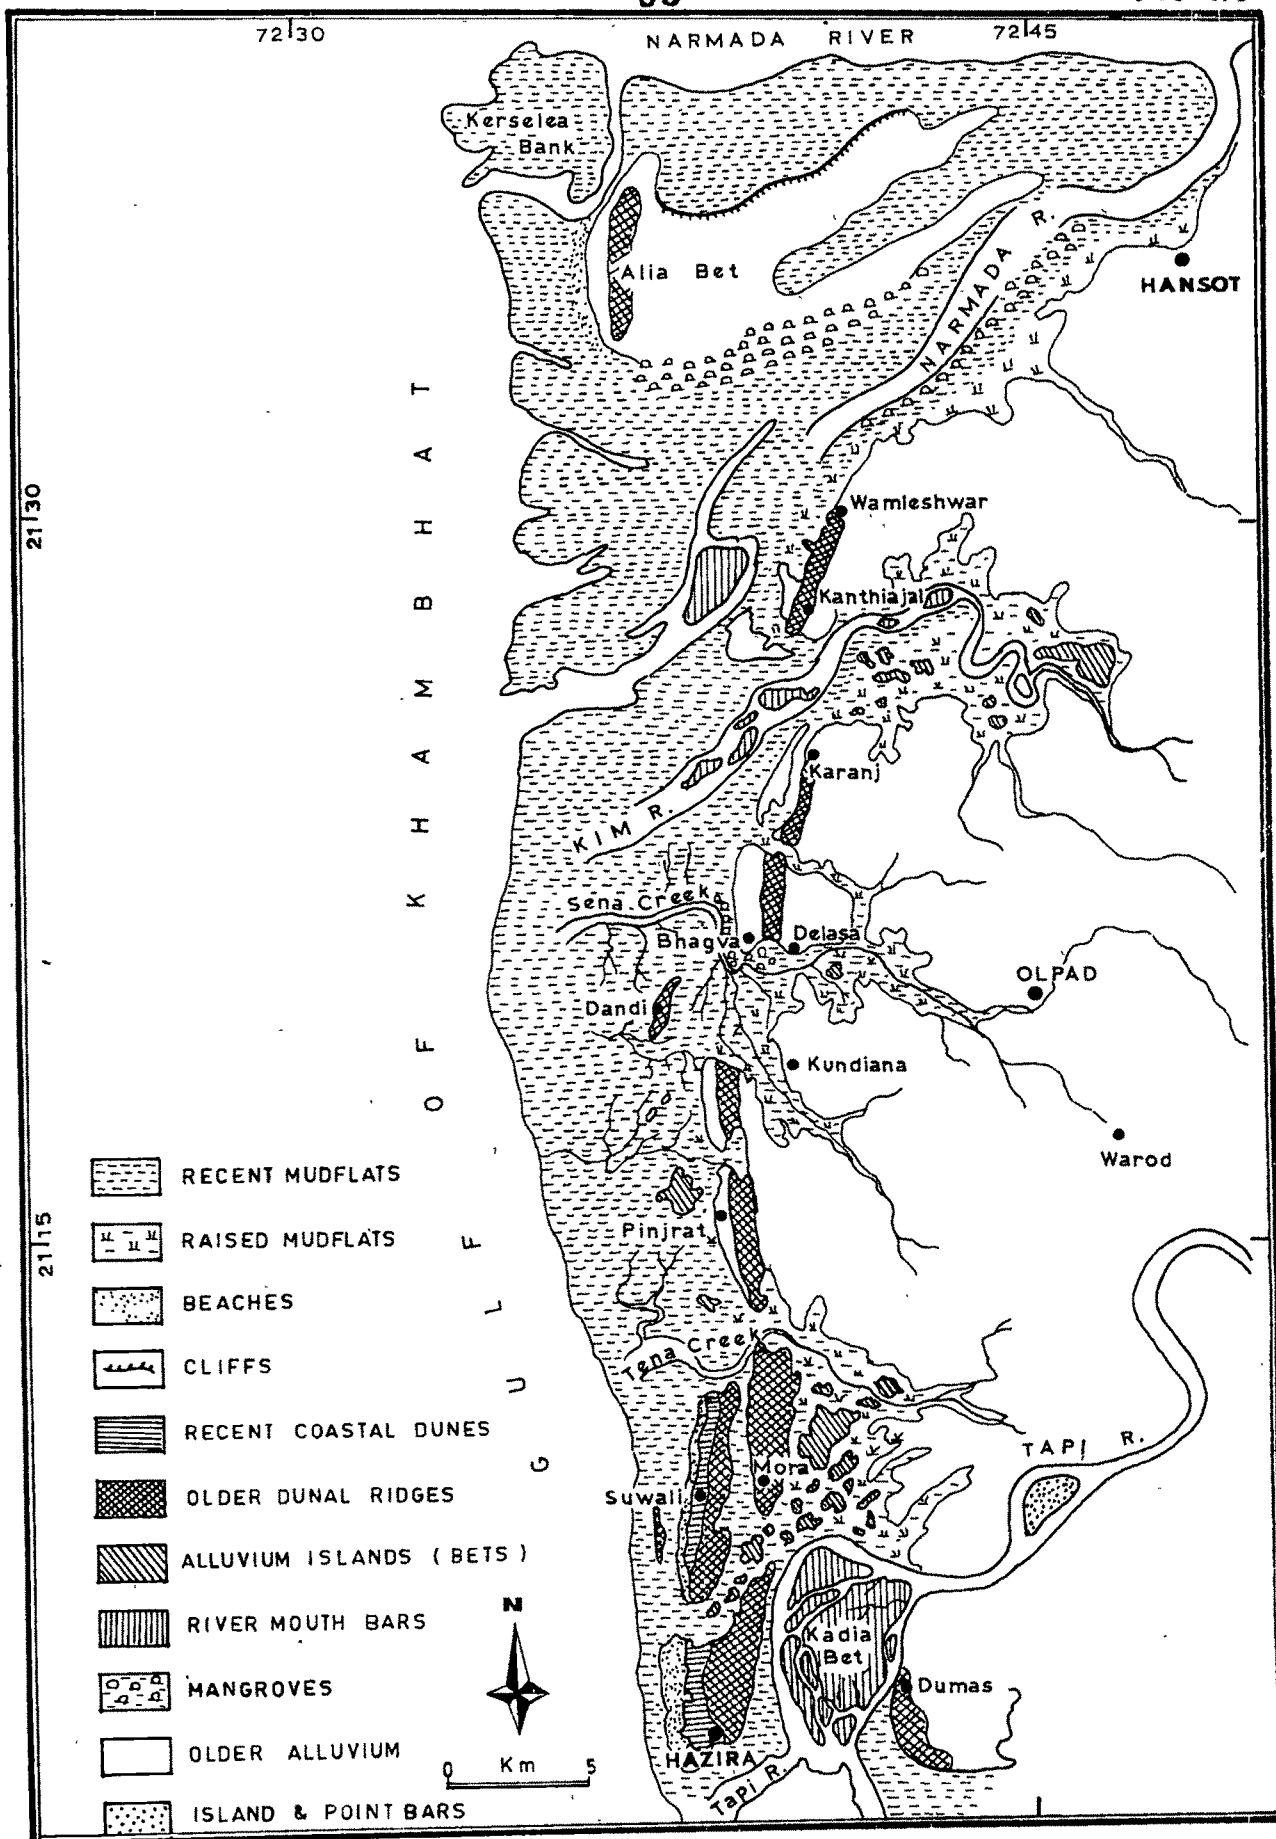 72 30
NARMADA RIVER
72 45
Kerselea
Bank
Alia Bet
NARMADA R.
HANSOT
21 30
Wamleshwar
Kanthiajal
Karanj
KIM R.
Sena Creek
Bhagva
Delasa
OLPAD
Dandi
Kundiana
Warod
GULF OF KHAMBHAT
21 15
Pinjrat
Tena Creek
TAPI R.
Mora
Suwali
Kadia
Bet
Dumas
HAZIRA
Tapi R.
RECENT MUDFLATS
RAISED MUDFLATS
BEACHES
CLIFFS
RECENT COASTAL DUNES
OLDER DUNAL RIDGES
ALLUVIUM ISLANDS ( BETS )
RIVER MOUTH BARS
MANGROVES
OLDER ALLUVIUM
ISLAND & POINT BARS
N
0 Km 5